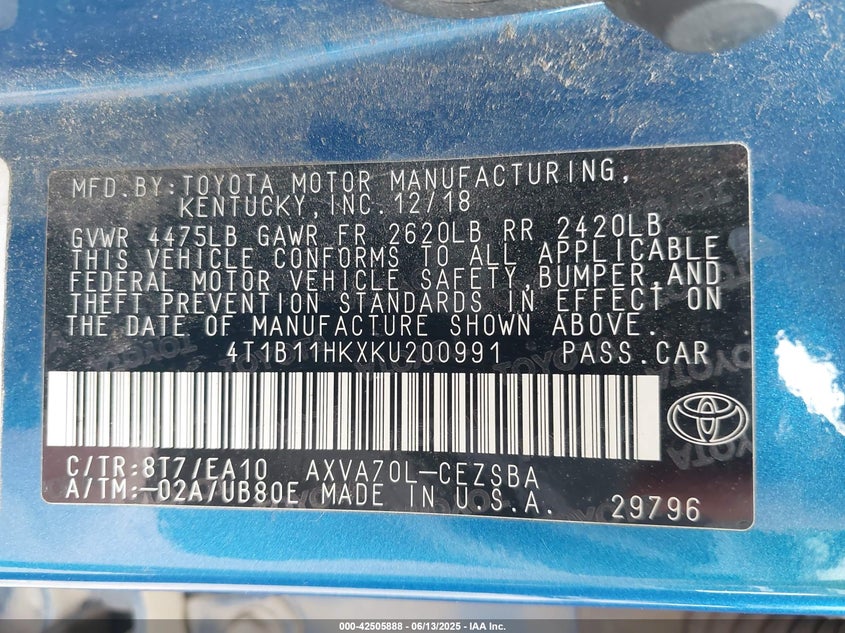 MFD.BY:TOYOTA MOTOR MANUFACTURING,
KENTUCKY,INC. 12/18
GVWR 4475LB GAWR FR 2620LB RR 2420LB
THIS VEHICLE CONFORMS TO ALL APPLICABLE
FEDERAL MOTOR VEHICLE SAFETY,BUMPER,AND
THEFT PREVENTION STANDARDS IN EFFECT ON
THE DATE OF MANUFACTURE SHOWN ABOVE.
4T1B11HKXKU200991 PASS.CAR
C/TR:8T7/EA10 AXVA70L-CEZSBA
A/TM:-02A/UB80E MADE IN U.S.A. 29796
000-42505888 - 06/13/2025 - IAA Inc.